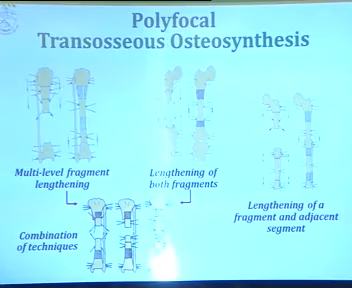 Polyfocal
Transosseous Osteosynthesis
Multi-level fragment
lengthening
Lengthening of
both fragments
Lengthening of a
fragment and adjacent
segment
Combination
of techniques